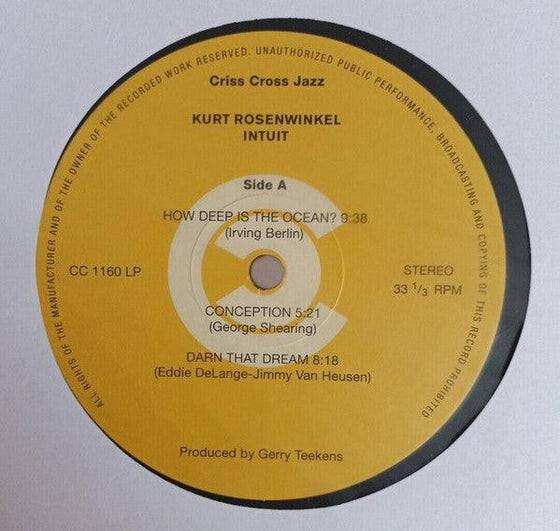 ALL RIGHTS OF THE MANUFACTURER AND OF THE OWNER OF THE RECORDED WORK RESERVED. UNAUTHORIZED PUBLIC PERFORMANCE, BROADCASTING AND COPYING OF THIS RECORD PROHIBITED
Criss Cross Jazz
KURT ROSENWINKEL
INTUIT
Side A
HOW DEEP IS THE OCEAN? 9:38
(Irving Berlin)
CC 1160 LP
STEREO
33 1/3 RPM
CONCEPTION 5:21
(George Shearing)
DARN THAT DREAM 8:18
(Eddie DeLange-Jimmy Van Heusen)
Produced by Gerry Teekens